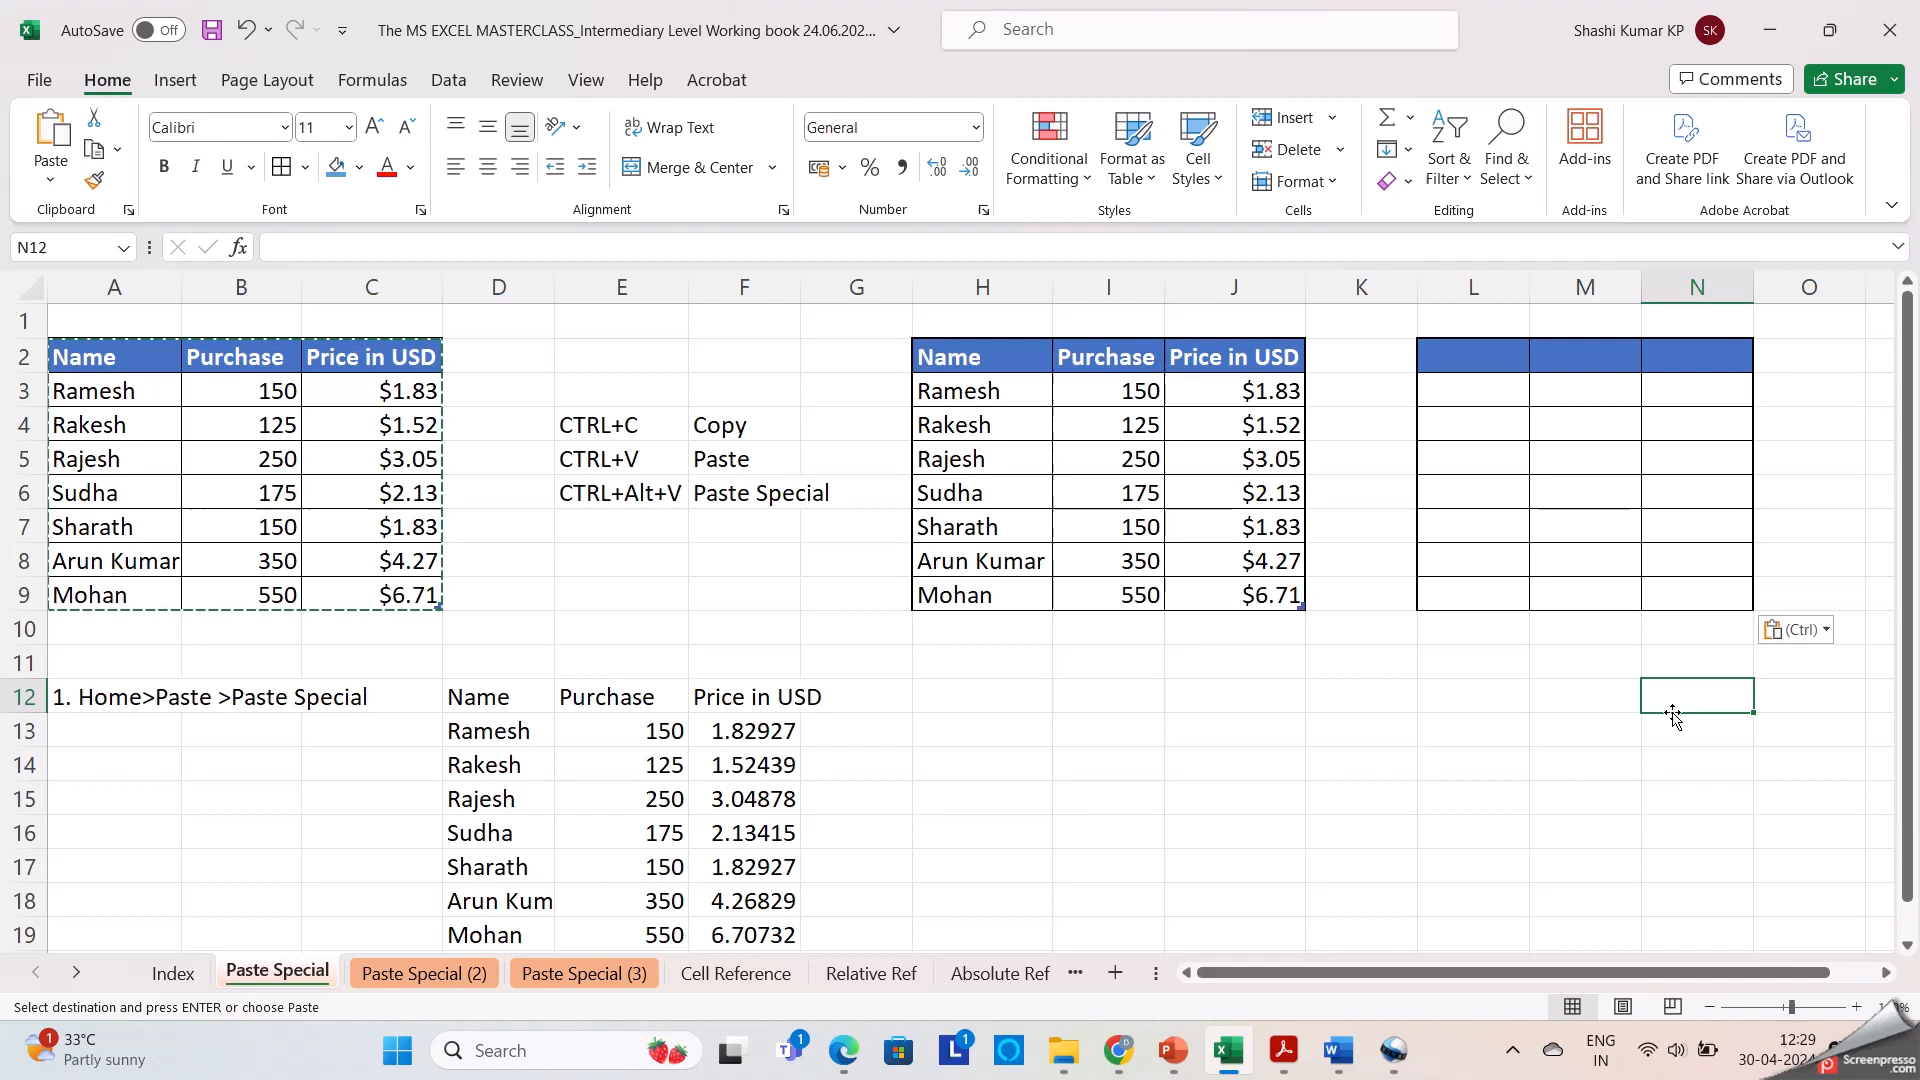 AutoSave Off The MS EXCEL MASTERCLASS_Intermediary Level Working book 24.06.202... Search Shashi Kumar KP SK
File Home Insert Page Layout Formulas Data Review View Help Acrobat Comments Share
Paste Calibri 11 Wrap Text General Conditional Formatting Format as Table Cell Styles Insert Sort & Filter Find & Select Add-ins Create PDF and Share link Create PDF and Share via Outlook
B I U Merge & Center % Delete
Format
Clipboard Font Alignment Number Styles Cells Editing Add-ins Adobe Acrobat
N12 fx
A B C D E F G H I J K L M N O
1
2 Name Purchase Price in USD Name Purchase Price in USD
3 Ramesh 150 $1.83 Ramesh 150 $1.83
4 Rakesh 125 $1.52 CTRL+C Copy Rakesh 125 $1.52
5 Rajesh 250 $3.05 CTRL+V Paste Rajesh 250 $3.05
6 Sudha 175 $2.13 CTRL+Alt+V Paste Special Sudha 175 $2.13
7 Sharath 150 $1.83 Sharath 150 $1.83
8 Arun Kumar 350 $4.27 Arun Kumar 350 $4.27
9 Mohan 550 $6.71 Mohan 550 $6.71
10 (Ctrl)
11
12 1. Home>Paste >Paste Special Name Purchase Price in USD
13 Ramesh 150 1.82927
14 Rakesh 125 1.52439
15 Rajesh 250 3.04878
16 Sudha 175 2.13415
17 Sharath 150 1.82927
18 Arun Kum 350 4.26829
19 Mohan 550 6.70732
Index Paste Special Paste Special (2) Paste Special (3) Cell Reference Relative Ref Absolute Ref
Select destination and press ENTER or choose Paste
1 33°C Search 1 1 ENG 12:29
Partly sunny IN 30-04-2024
Screenpresso
.com